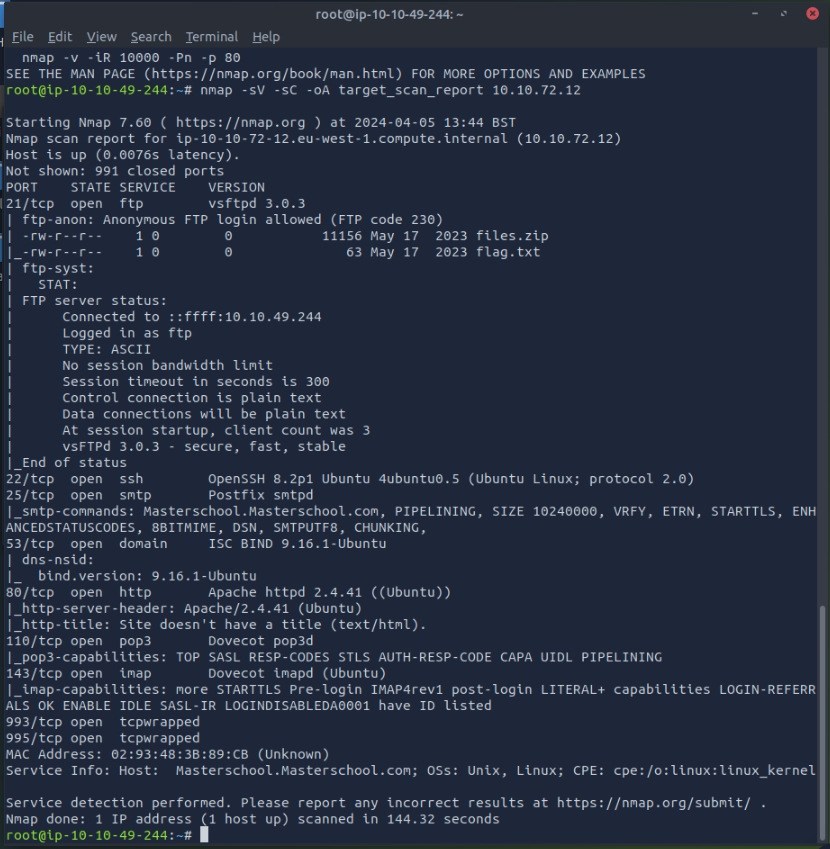 root@ip-10-10-49-244: ~
File Edit View Search Terminal Help
  nmap -v -iR 10000 -Pn -p 80
SEE THE MAN PAGE (https://nmap.org/book/man.html) FOR MORE OPTIONS AND EXAMPLES
root@ip-10-10-49-244:~# nmap -sV -sC -oA target_scan_report 10.10.72.12

Starting Nmap 7.60 ( https://nmap.org ) at 2024-04-05 13:44 BST
Nmap scan report for ip-10-10-72-12.eu-west-1.compute.internal (10.10.72.12)
Host is up (0.0076s latency).
Not shown: 991 closed ports
PORT    STATE SERVICE    VERSION
21/tcp  open  ftp        vsftpd 3.0.3
| ftp-anon: Anonymous FTP login allowed (FTP code 230)
| -rw-r--r--    1 0        0           11156 May 17  2023 files.zip
|_-rw-r--r--    1 0        0              63 May 17  2023 flag.txt
| ftp-syst:
|   STAT:
| FTP server status:
|      Connected to ::ffff:10.10.49.244
|      Logged in as ftp
|      TYPE: ASCII
|      No session bandwidth limit
|      Session timeout in seconds is 300
|      Control connection is plain text
|      Data connections will be plain text
|      At session startup, client count was 3
|      vsFTPd 3.0.3 - secure, fast, stable
|_End of status
22/tcp  open  ssh        OpenSSH 8.2p1 Ubuntu 4ubuntu0.5 (Ubuntu Linux; protocol 2.0)
25/tcp  open  smtp       Postfix smtpd
|_smtp-commands: Masterschool.Masterschool.com, PIPELINING, SIZE 10240000, VRFY, ETRN, STARTTLS, ENH
ANCEDSTATUSCODES, 8BITMIME, DSN, SMTPUTF8, CHUNKING,
53/tcp  open  domain     ISC BIND 9.16.1-Ubuntu
| dns-nsid:
|_  bind.version: 9.16.1-Ubuntu
80/tcp  open  http       Apache httpd 2.4.41 ((Ubuntu))
|_http-server-header: Apache/2.4.41 (Ubuntu)
|_http-title: Site doesn't have a title (text/html).
110/tcp open  pop3       Dovecot pop3d
|_pop3-capabilities: TOP SASL RESP-CODES STLS AUTH-RESP-CODE CAPA UIDL PIPELINING
143/tcp open  imap       Dovecot imapd (Ubuntu)
|_imap-capabilities: more STARTTLS Pre-login IMAP4rev1 post-login LITERAL+ capabilities LOGIN-REFERR
ALS OK ENABLE IDLE SASL-IR LOGINDISABLEDA0001 have ID listed
993/tcp open  tcpwrapped
995/tcp open  tcpwrapped
MAC Address: 02:93:48:3B:89:CB (Unknown)
Service Info: Host:  Masterschool.Masterschool.com; OSs: Unix, Linux; CPE: cpe:/o:linux:linux_kernel

Service detection performed. Please report any incorrect results at https://nmap.org/submit/ .
Nmap done: 1 IP address (1 host up) scanned in 144.32 seconds
root@ip-10-10-49-244:~#